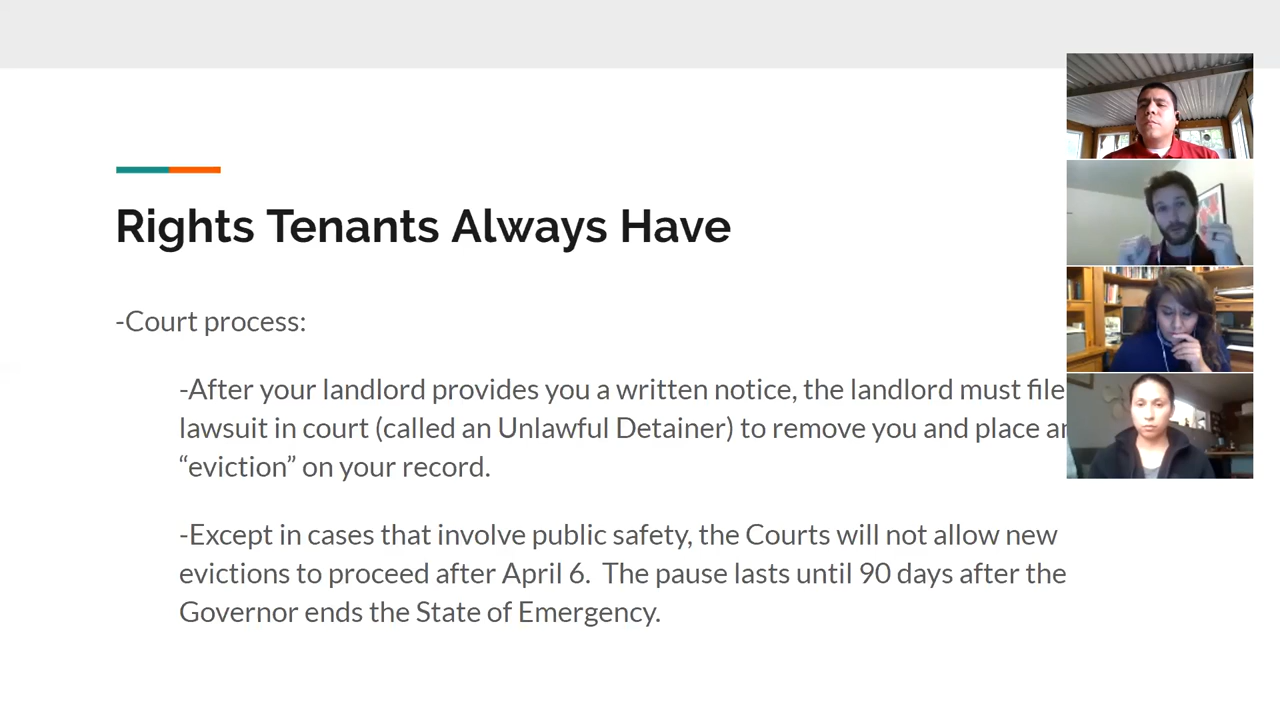 Rights Tenants Always Have
-Court process:
-After your landlord provides you a written notice, the landlord must file
lawsuit in court (called an Unlawful Detainer) to remove you and place
“eviction” on your record.
-Except in cases that involve public safety, the Courts will not allow new
evictions to proceed after April 6. The pause lasts until 90 days after the
Governor ends the State of Emergency.